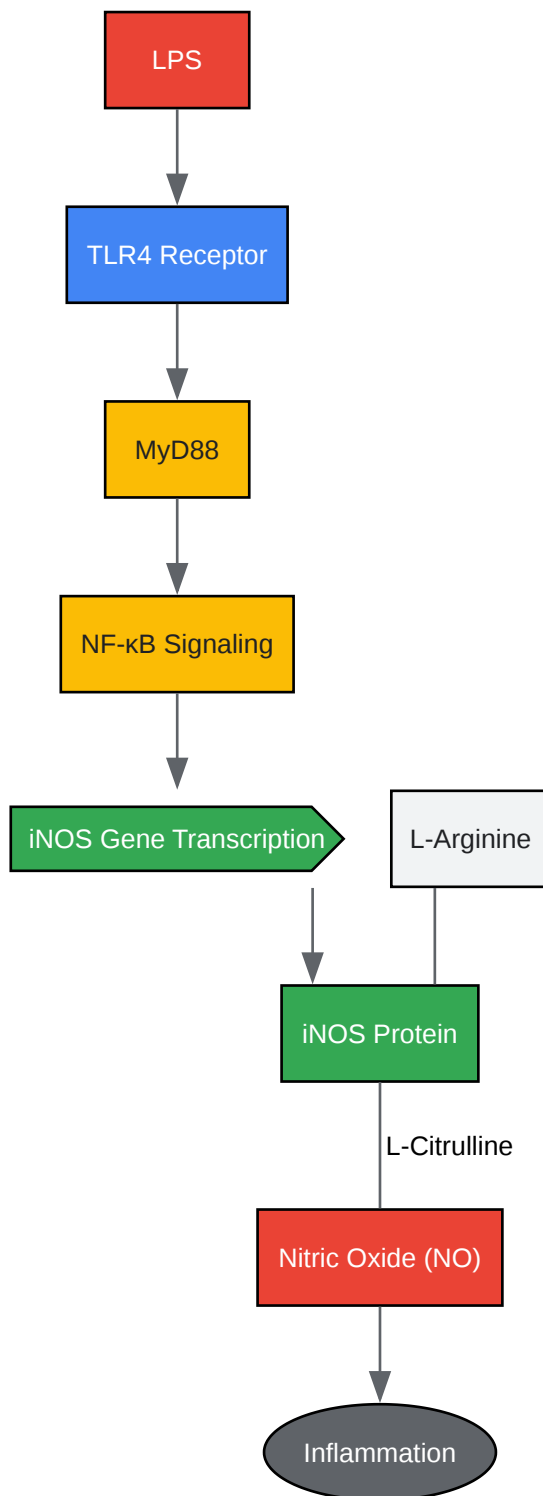 LPS
TLR4 Receptor
MyD88
NF-κB Signaling
iNOS Gene Transcription
L-Arginine
iNOS Protein
L-Citrulline
Nitric Oxide (NO)
Inflammation